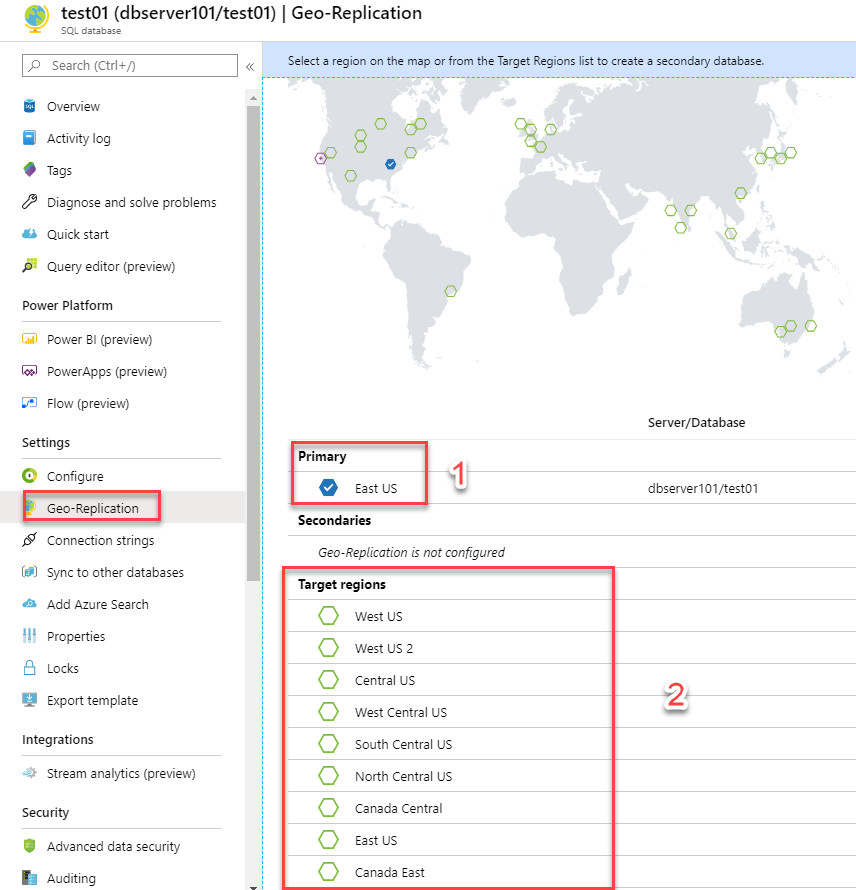 test01 (dbserver101/test01) | Geo-Replication
SQL database
Search (Ctrl+/)
«
Overview
Activity log
Tags
Diagnose and solve problems
Quick start
Query editor (preview)
Power Platform
Power BI (preview)
PowerApps (preview)
Flow (preview)
Settings
Configure
Geo-Replication
Connection strings
Sync to other databases
Add Azure Search
Properties
Locks
Export template
Integrations
Stream analytics (preview)
Security
Advanced data security
Auditing
Select a region on the map or from the Target Regions list to create a secondary database.
Server/Database
Primary
1
East US
dbserver101/test01
Secondaries
Geo-Replication is not configured
Target regions
West US
West US 2
Central US
2
West Central US
South Central US
North Central US
Canada Central
East US
Canada East